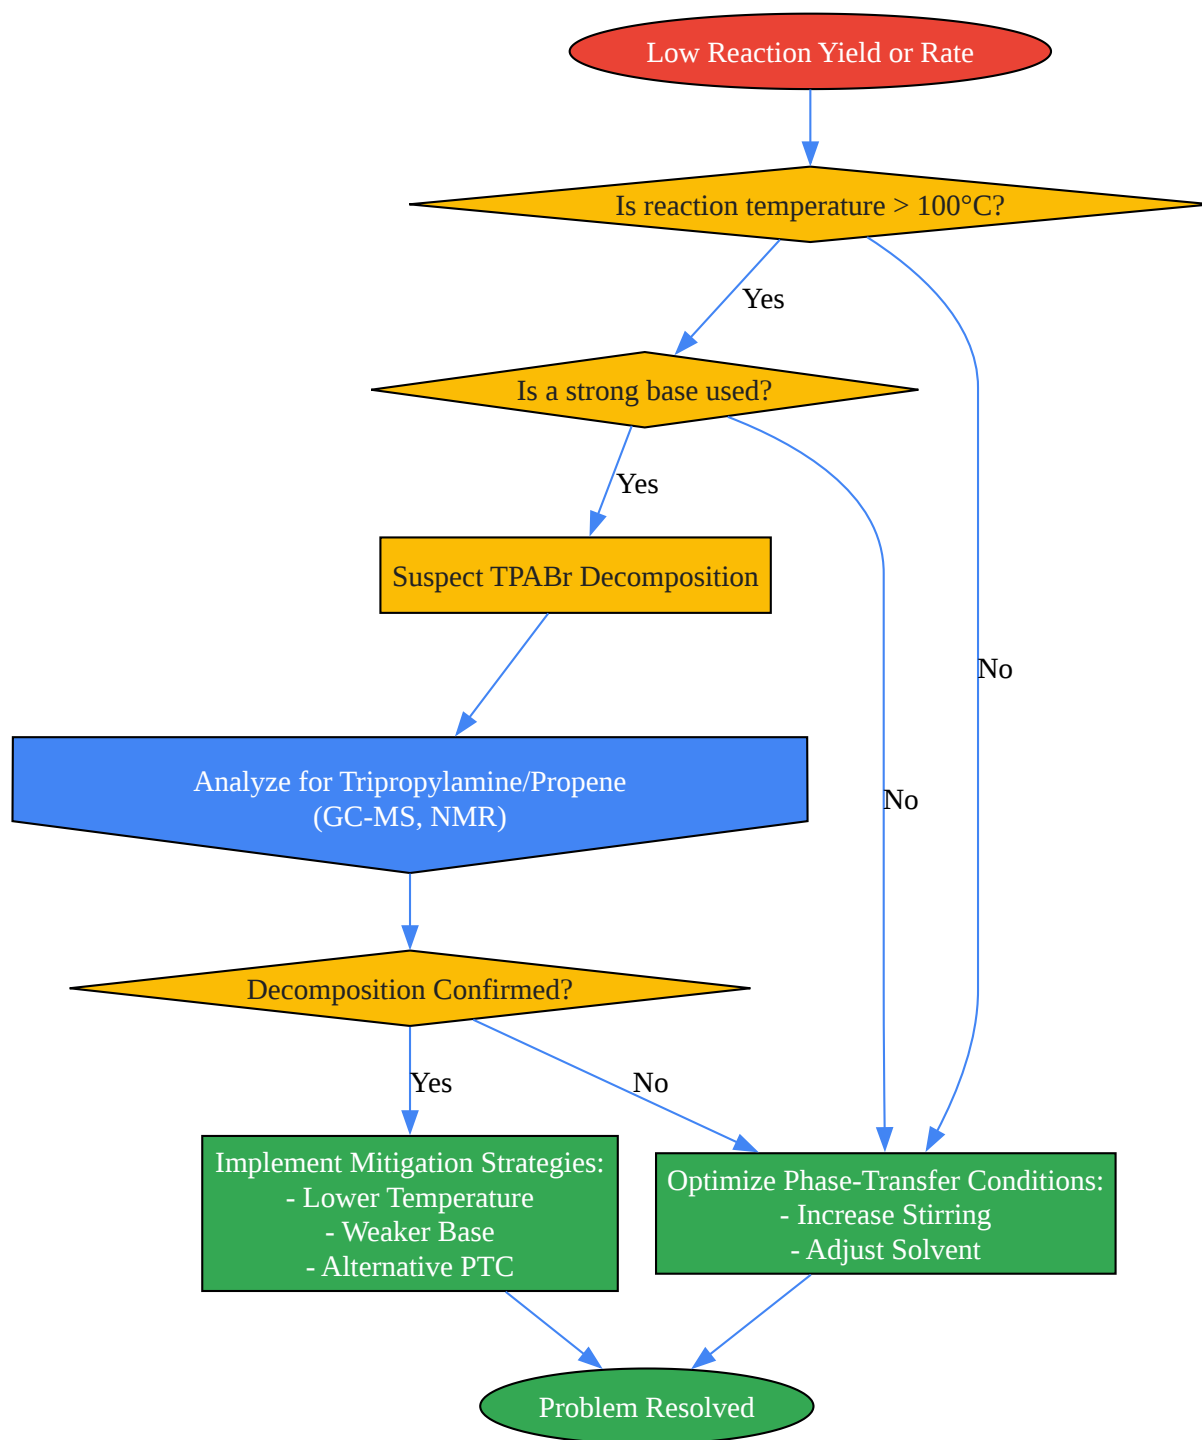 Low Reaction Yield or Rate
Is reaction temperature > 100°C?
Yes
Is a strong base used?
Yes
Suspect TPABr Decomposition
No
Analyze for Tripropylamine/Propene
(GC-MS, NMR)
No
Decomposition Confirmed?
Yes
No
Implement Mitigation Strategies:
- Lower Temperature
- Weaker Base
- Alternative PTC
Optimize Phase-Transfer Conditions:
- Increase Stirring
- Adjust Solvent
Problem Resolved